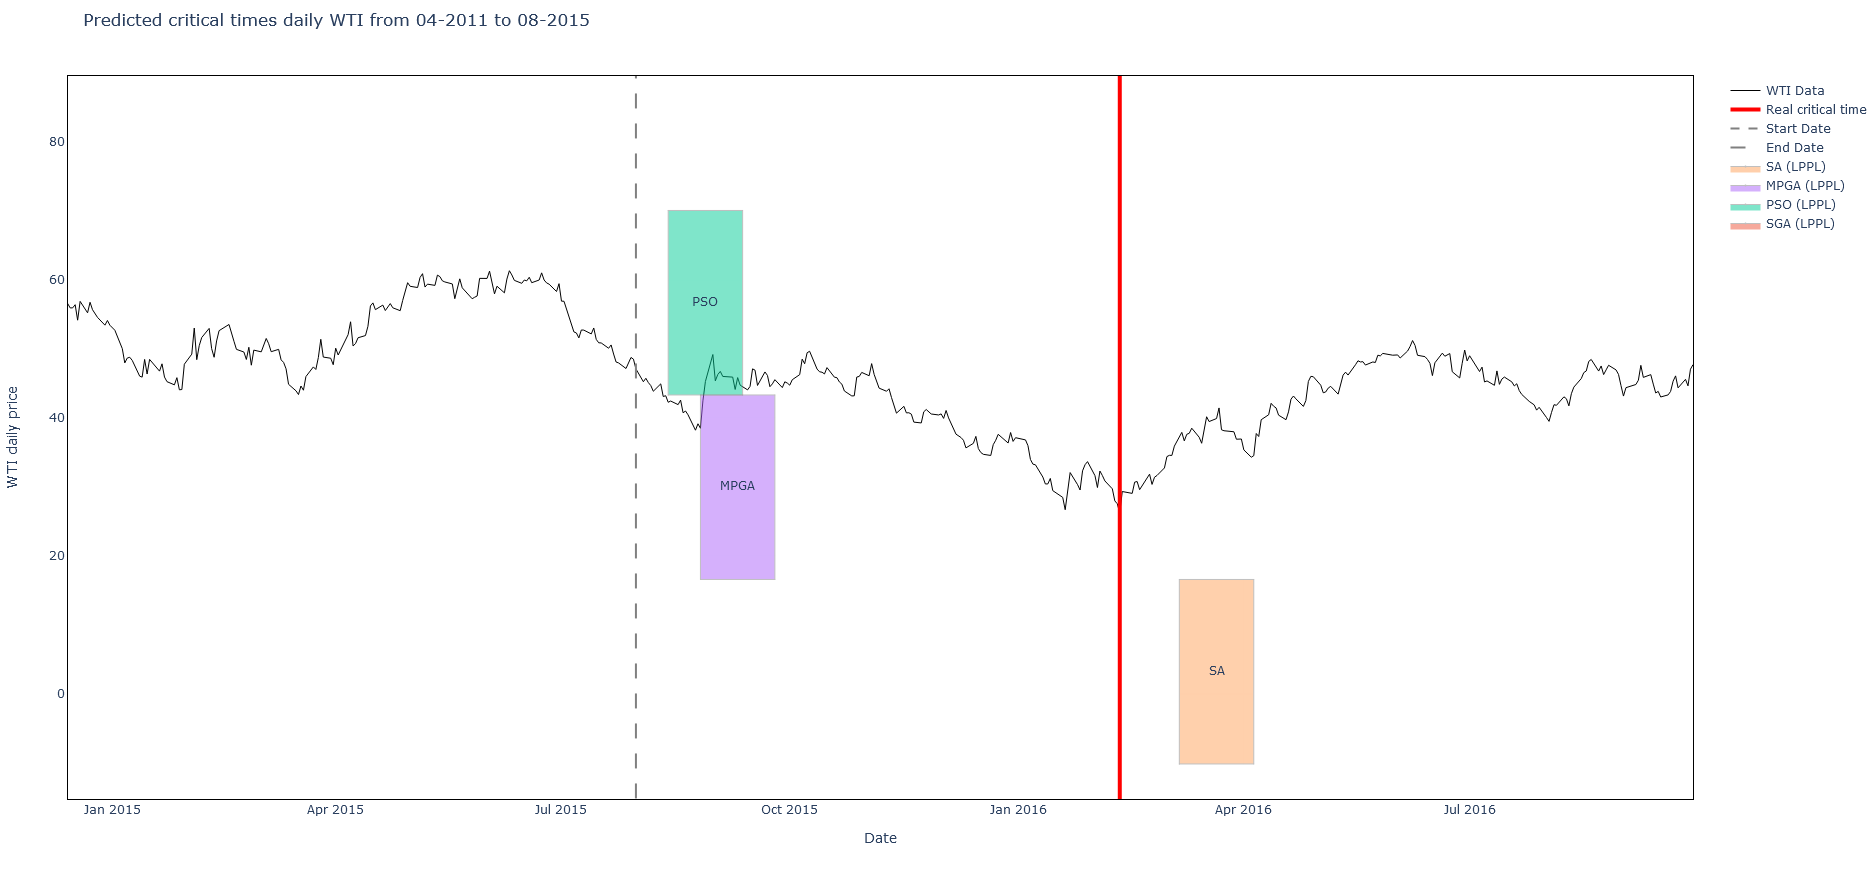 Predicted critical times daily WTI from 04-2011 to 08-2015
WTI Data
Real critical time
Start Date
End Date
SA (LPPL)
MPGA (LPPL)
PSO (LPPL)
SGA (LPPL)
WTI daily price
80
60
40
20
0
PSO
MPGA
SA
Jan 2015
Apr 2015
Jul 2015
Oct 2015
Jan 2016
Apr 2016
Jul 2016
Date